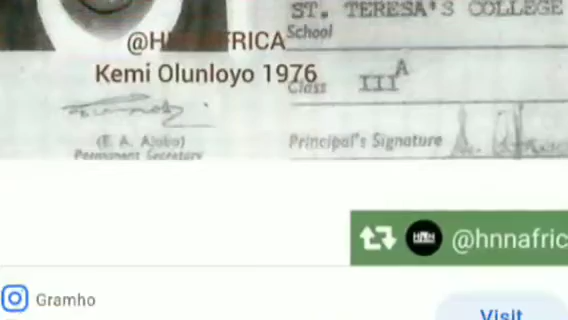 ST. TERESA'S COLLEGE
School
@HNNAFRICA
Kemi Olunloyo 1976
Class III A
(E. A. Ajobo)
Permanent Secretary
Principal's Signature
@hnnafric
Gramho
Visit